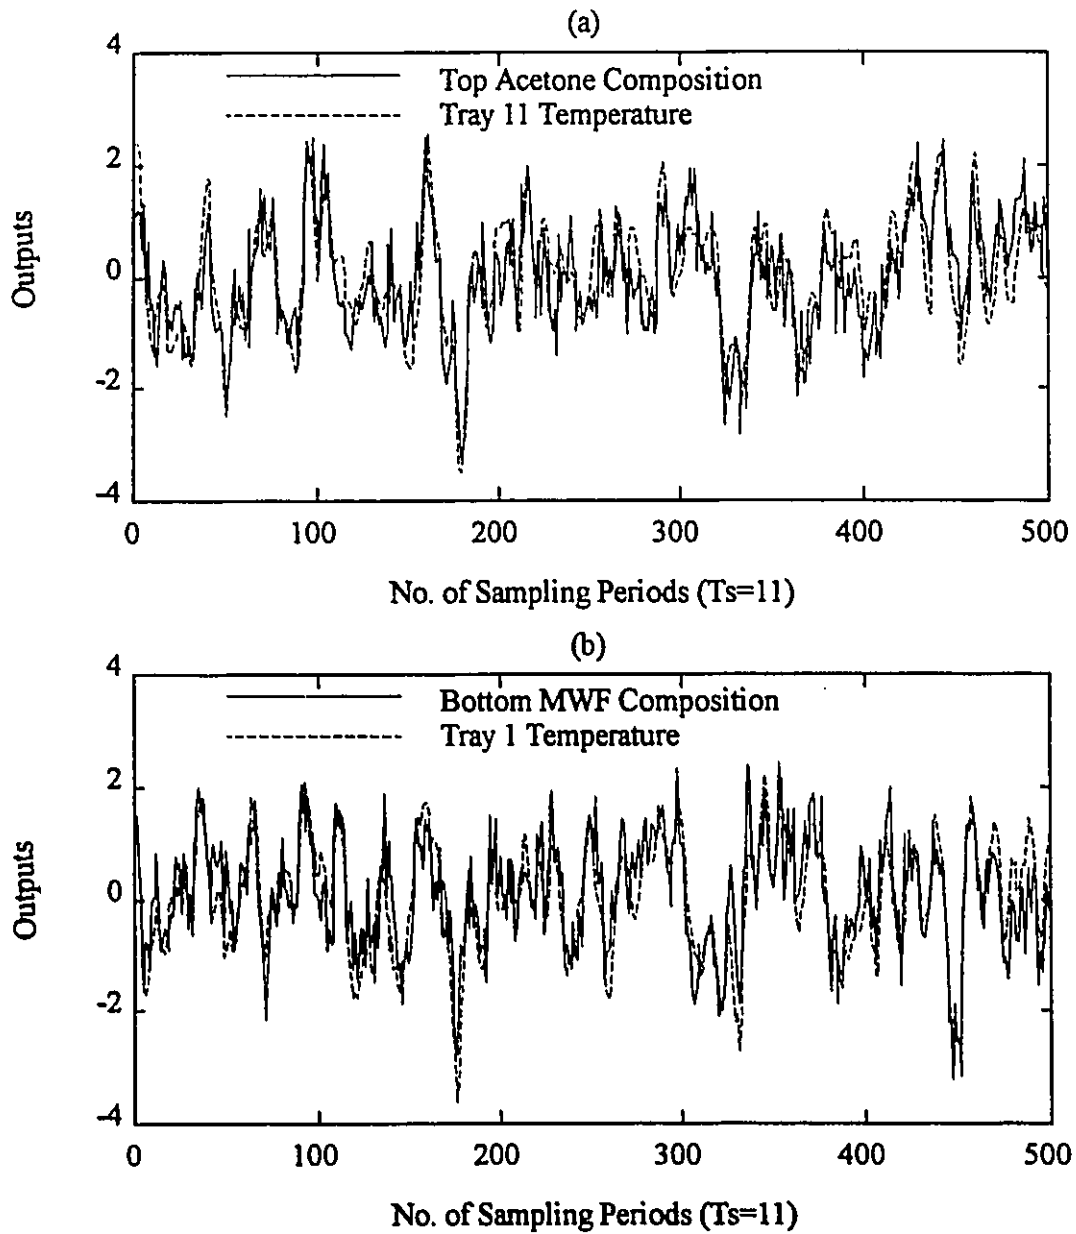 (a)
4
Top Acetone Composition
Tray 11 Temperature
2
Outputs
0
-2
-4
0 100 200 300 400 500
No. of Sampling Periods (Ts=11)
(b)
4
Bottom MWF Composition
Tray 1 Temperature
2
Outputs
0
-2
-4
0 100 200 300 400 500
No. of Sampling Periods (Ts=11)